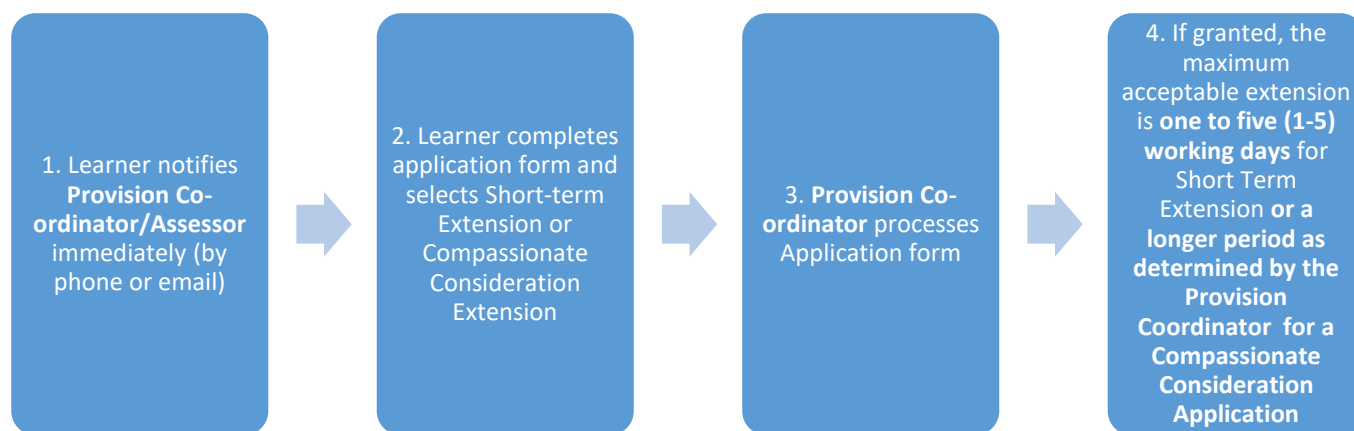 1. Learner notifies
Provision Co-
ordinator/Assessor
immediately (by
phone or email)
2. Learner completes
application form and
selects Short-term
Extension or
Compassionate
Consideration
Extension
3. Provision Co-
ordinator processes
Application form
4. If granted, the
maximum
acceptable extension
is one to five (1-5)
working days for
Short Term
Extension or a
longer period as
determined by the
Provision
Coordinator for a
Compassionate
Consideration
Application